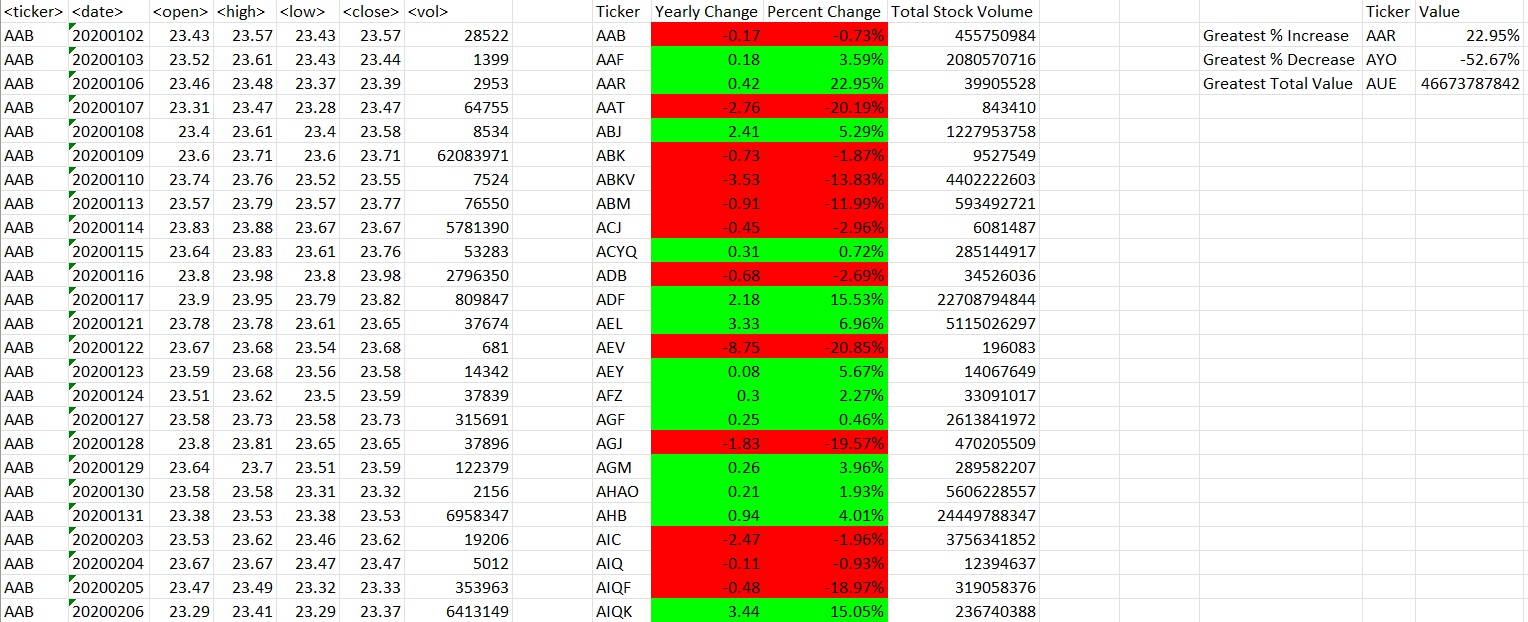 <ticker> <date> <open> <high> <low> <close> <vol> Ticker Yearly Change Percent Change Total Stock Volume Ticker Value
AAB 20200102 23.43 23.57 23.43 23.57 28522 AAB -0.17 -0.73% 455750984 Greatest % Increase AAR 22.95%
AAB 20200103 23.52 23.61 23.43 23.44 1399 AAF 0.18 3.59% 2080570716 Greatest % Decrease AYO -52.67%
AAB 20200106 23.46 23.48 23.37 23.39 2953 AAR 0.42 22.95% 39905528 Greatest Total Value AUE 46673787842
AAB 20200107 23.31 23.47 23.28 23.47 64755 AAT -2.76 -20.19% 843410
AAB 20200108 23.4 23.61 23.4 23.58 8534 ABJ 2.41 5.29% 1227953758
AAB 20200109 23.6 23.71 23.6 23.71 62083971 ABK -0.73 -1.87% 9527549
AAB 20200110 23.74 23.76 23.52 23.55 7524 ABKV -3.53 -13.83% 4402222603
AAB 20200113 23.57 23.79 23.57 23.77 76550 ABM -0.91 -11.99% 593492721
AAB 20200114 23.83 23.88 23.67 23.67 5781390 ACJ -0.45 -2.96% 6081487
AAB 20200115 23.64 23.83 23.61 23.76 53283 ACYQ 0.31 0.72% 285144917
AAB 20200116 23.8 23.98 23.8 23.98 2796350 ADB -0.68 -2.69% 34526036
AAB 20200117 23.9 23.95 23.79 23.82 809847 ADF 2.18 15.53% 22708794844
AAB 20200121 23.78 23.78 23.61 23.65 37674 AEL 3.33 6.96% 5115026297
AAB 20200122 23.67 23.68 23.54 23.68 681 AEV -8.75 -20.85% 196083
AAB 20200123 23.59 23.68 23.56 23.58 14342 AEY 0.08 5.67% 14067649
AAB 20200124 23.51 23.62 23.5 23.59 37839 AFZ 0.3 2.27% 33091017
AAB 20200127 23.58 23.73 23.58 23.73 315691 AGF 0.25 0.46% 2613841972
AAB 20200128 23.8 23.81 23.65 23.65 37896 AGJ -1.83 -19.57% 470205509
AAB 20200129 23.64 23.7 23.51 23.59 122379 AGM 0.26 3.96% 289582207
AAB 20200130 23.58 23.58 23.31 23.32 2156 AHAO 0.21 1.93% 5606228557
AAB 20200131 23.38 23.53 23.38 23.53 6958347 AHB 0.94 4.01% 24449788347
AAB 20200203 23.53 23.62 23.46 23.62 19206 AIC -2.47 -1.96% 3756341852
AAB 20200204 23.67 23.67 23.47 23.47 5012 AIQ -0.11 -0.93% 12394637
AAB 20200205 23.47 23.49 23.32 23.33 353963 AIQF -0.48 -18.97% 319058376
AAB 20200206 23.29 23.41 23.29 23.37 6413149 AIQK 3.44 15.05% 236740388